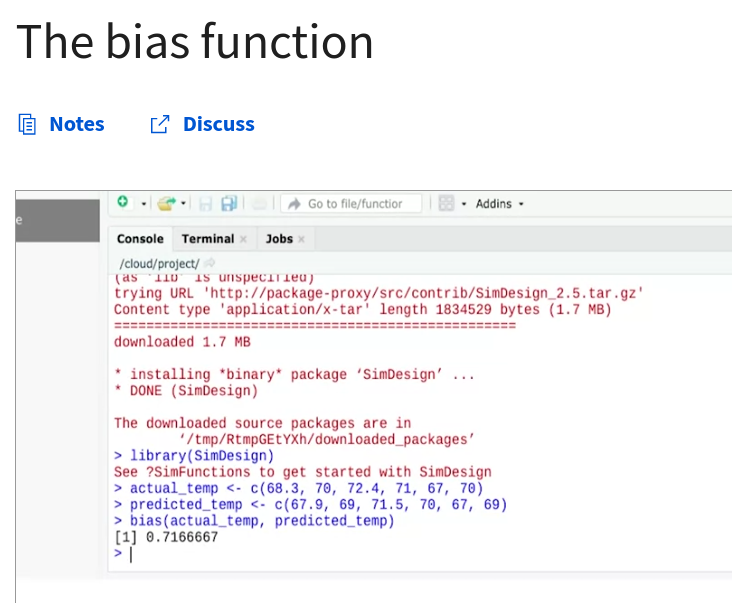 The bias function
Notes
Discuss
e
Go to file/functior
Addins
Console Terminal × Jobs ×
/cloud/project/
(as 'lib' is unspecified)
trying URL 'http://package-proxy/src/contrib/SimDesign_2.5.tar.gz'
Content type 'application/x-tar' length 1834529 bytes (1.7 MB)
==================================================
downloaded 1.7 MB
* installing *binary* package ‘SimDesign’ ...
* DONE (SimDesign)
The downloaded source packages are in
‘/tmp/RtmpGEtYXh/downloaded_packages’
> library(SimDesign)
See ?SimFunctions to get started with SimDesign
> actual_temp <- c(68.3, 70, 72.4, 71, 67, 70)
> predicted_temp <- c(67.9, 69, 71.5, 70, 67, 69)
> bias(actual_temp, predicted_temp)
[1] 0.7166667
>